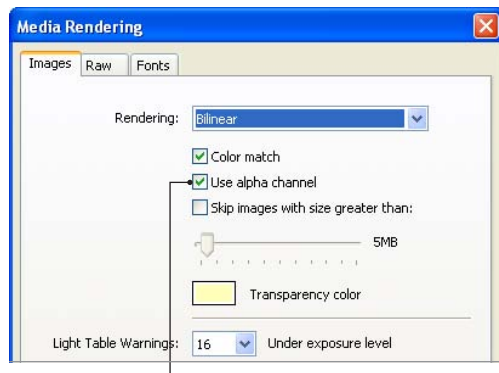 Media Rendering
Images Raw Fonts
Rendering: Bilinear
Color match
Use alpha channel
Skip images with size greater than:
5MB
Transparency color
Light Table Warnings: 16 Under exposure level